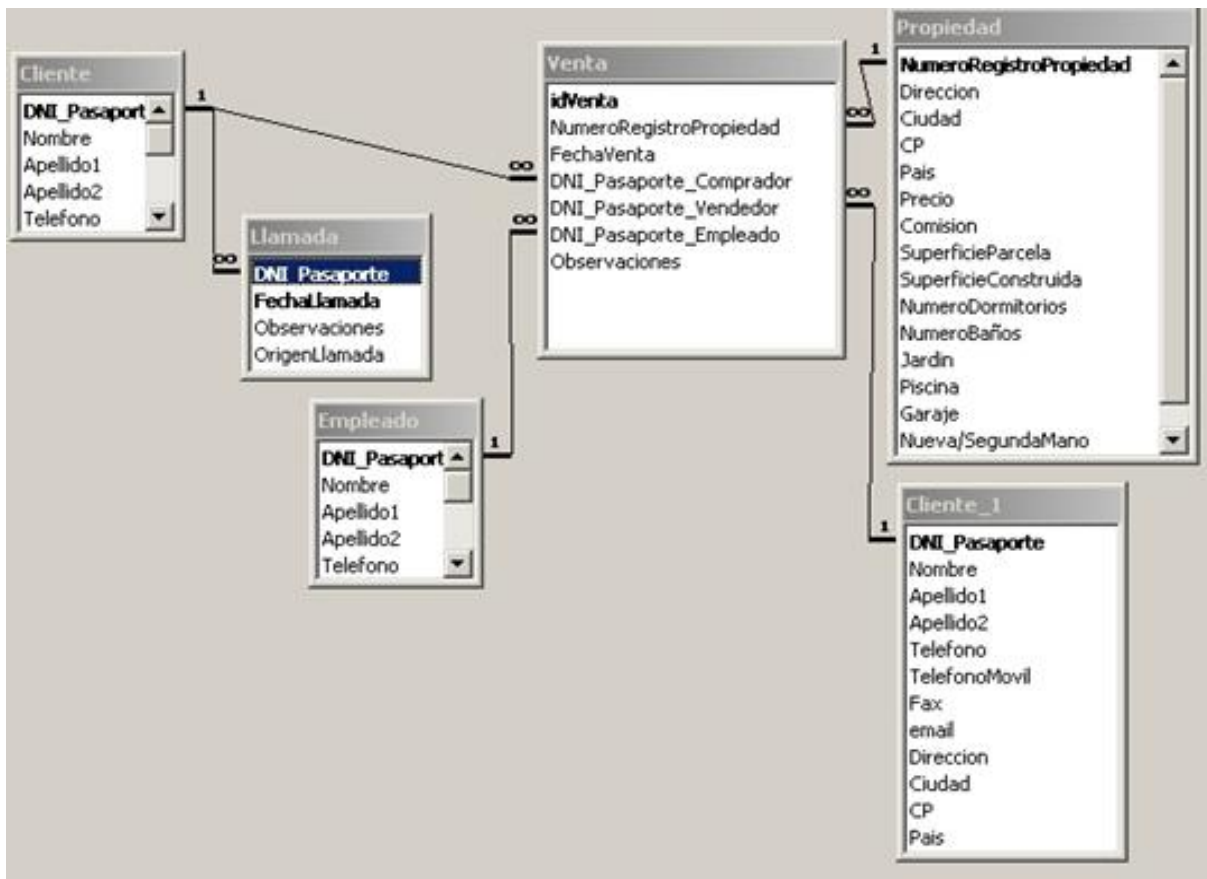 Cliente
DNI_Pasaport
Nombre
Apellido1
Apellido2
Telefono
1
∞
∞
Llamada
DNI_Pasaporte
FechaLlamada
Observaciones
OrigenLlamada
Empleado
DNI_Pasaport
Nombre
Apellido1
Apellido2
Telefono
1
∞
Venta
idVenta
NumeroRegistroPropiedad
FechaVenta
DNI_Pasaporte_Comprador
DNI_Pasaporte_Vendedor
DNI_Pasaporte_Empleado
Observaciones
1
∞
∞
Propiedad
NumeroRegistroPropiedad
Direccion
Ciudad
CP
Pais
Precio
Comision
SuperficieParcela
SuperficieConstruida
NumeroDormitorios
NumeroBaños
Jardin
Piscina
Garaje
Nueva/SegundaMano
1
Cliente_1
DNI_Pasaporte
Nombre
Apellido1
Apellido2
Telefono
TelefonoMovil
Fax
email
Direccion
Ciudad
CP
Pais